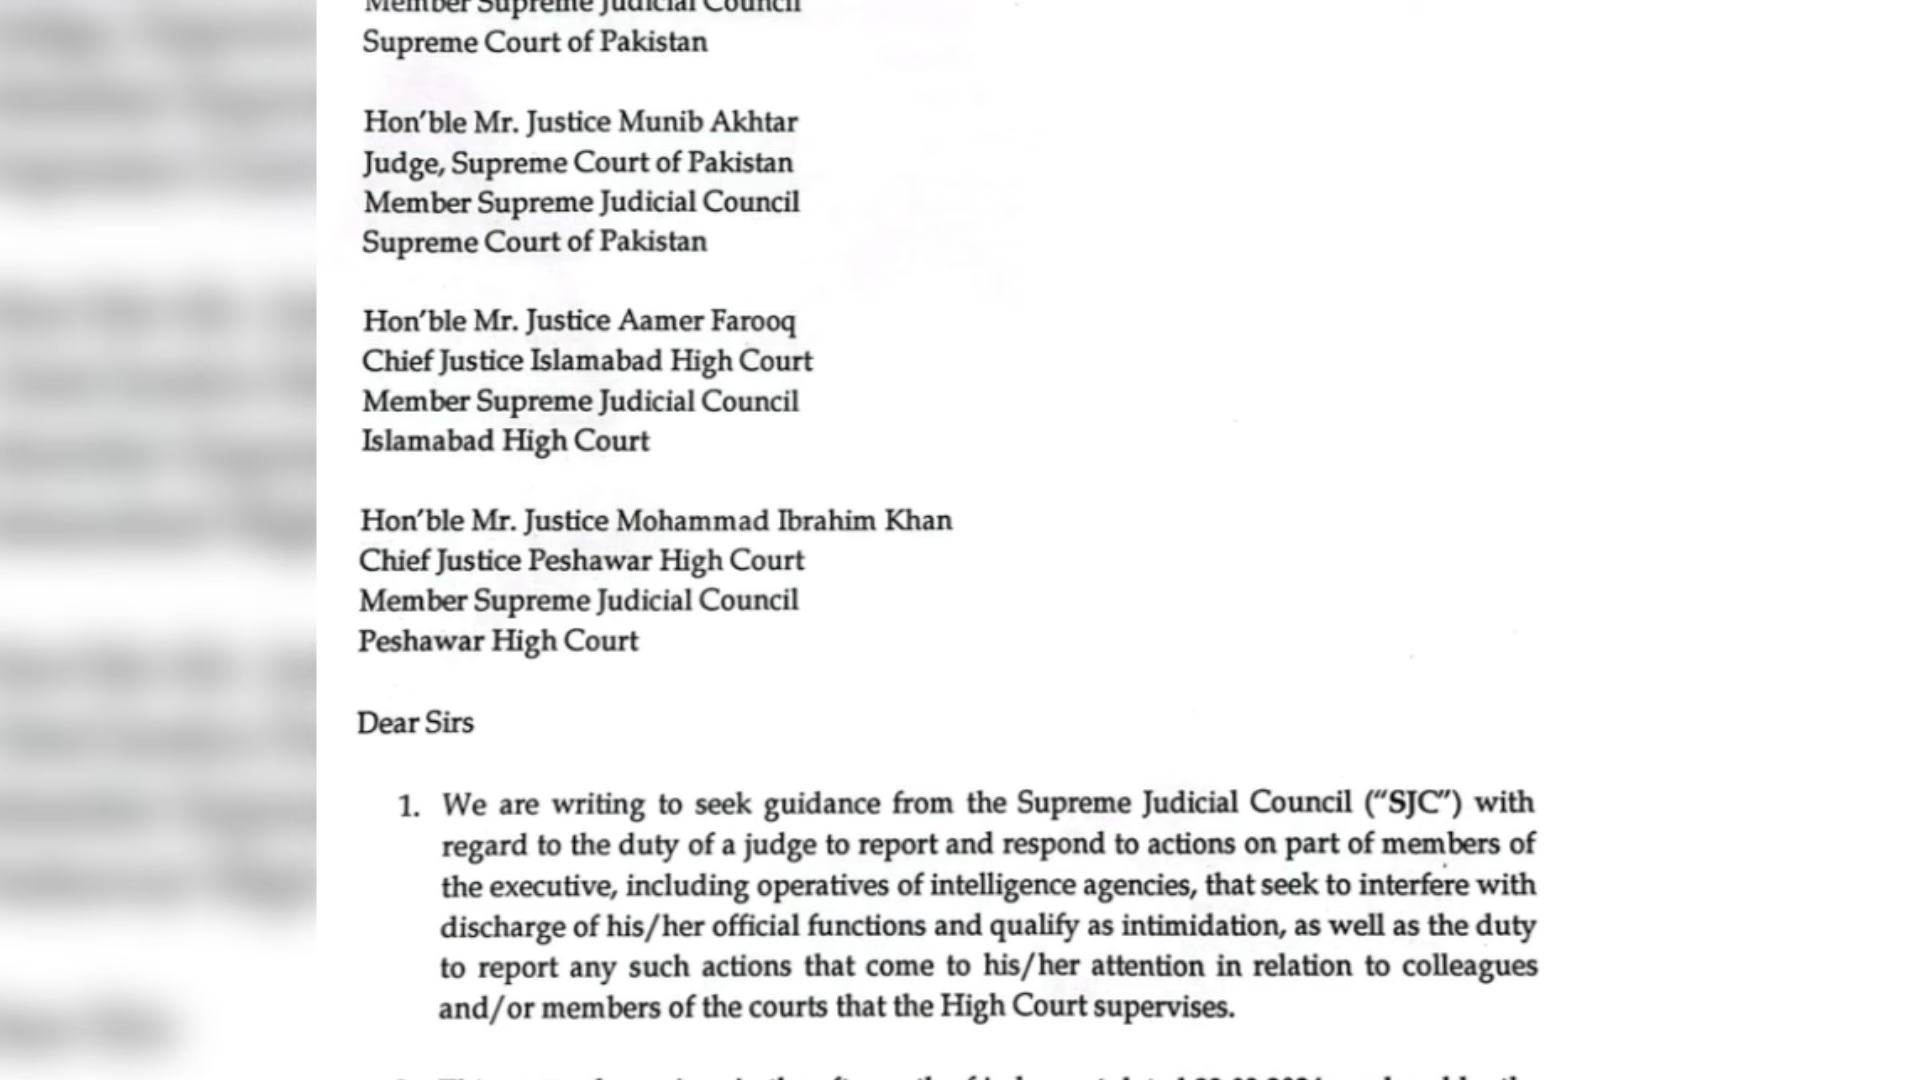 Member Supreme Judicial Council
Supreme Court of Pakistan
Hon'ble Mr. Justice Munib Akhtar
Judge, Supreme Court of Pakistan
Member Supreme Judicial Council
Supreme Court of Pakistan
Hon'ble Mr. Justice Aamer Farooq
Chief Justice Islamabad High Court
Member Supreme Judicial Council
Islamabad High Court
Hon'ble Mr. Justice Mohammad Ibrahim Khan
Chief Justice Peshawar High Court
Member Supreme Judicial Council
Peshawar High Court
Dear Sirs
1. We are writing to seek guidance from the Supreme Judicial Council ("SJC") with
regard to the duty of a judge to report and respond to actions on part of members of
the executive, including operatives of intelligence agencies, that seek to interfere with
discharge of his/her official functions and qualify as intimidation, as well as the duty
to report any such actions that come to his/her attention in relation to colleagues
and/or members of the courts that the High Court supervises.